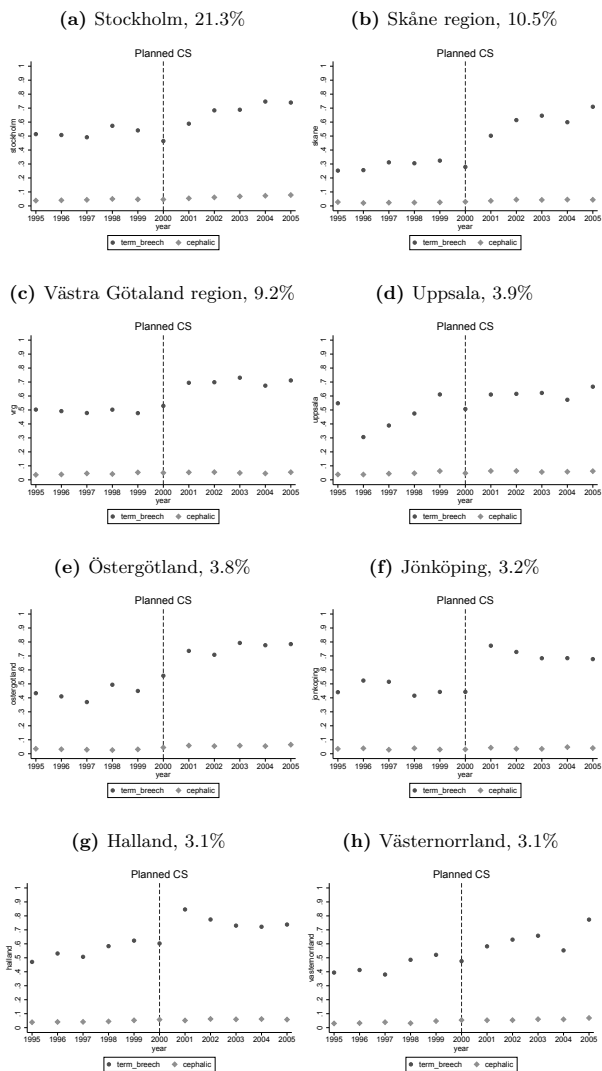 (a) Stockholm, 21.3%
(b) Skåne region, 10.5%
Planned CS
stockholm
0 .1 .2 .3 .4 .5 .6 .7 .8 .9 1
1995 1996 1997 1998 1999 2000 2001 2002 2003 2004 2005
year
term_breech cephalic
Planned CS
skane
0 .1 .2 .3 .4 .5 .6 .7 .8 .9 1
1995 1996 1997 1998 1999 2000 2001 2002 2003 2004 2005
year
term_breech cephalic
(c) Västra Götaland region, 9.2%
(d) Uppsala, 3.9%
Planned CS
vrg
0 .1 .2 .3 .4 .5 .6 .7 .8 .9 1
1995 1996 1997 1998 1999 2000 2001 2002 2003 2004 2005
year
term_breech cephalic
Planned CS
uppsala
0 .1 .2 .3 .4 .5 .6 .7 .8 .9 1
1995 1996 1997 1998 1999 2000 2001 2002 2003 2004 2005
year
term_breech cephalic
(e) Östergötland, 3.8%
(f) Jönköping, 3.2%
Planned CS
ostergotland
0 .1 .2 .3 .4 .5 .6 .7 .8 .9 1
1995 1996 1997 1998 1999 2000 2001 2002 2003 2004 2005
year
term_breech cephalic
Planned CS
jonkoping
0 .1 .2 .3 .4 .5 .6 .7 .8 .9 1
1995 1996 1997 1998 1999 2000 2001 2002 2003 2004 2005
year
term_breech cephalic
(g) Halland, 3.1%
(h) Västernorrland, 3.1%
Planned CS
halland
0 .1 .2 .3 .4 .5 .6 .7 .8 .9 1
1995 1996 1997 1998 1999 2000 2001 2002 2003 2004 2005
year
term_breech cephalic
Planned CS
vasternorrland
0 .1 .2 .3 .4 .5 .6 .7 .8 .9 1
1995 1996 1997 1998 1999 2000 2001 2002 2003 2004 2005
year
term_breech cephalic